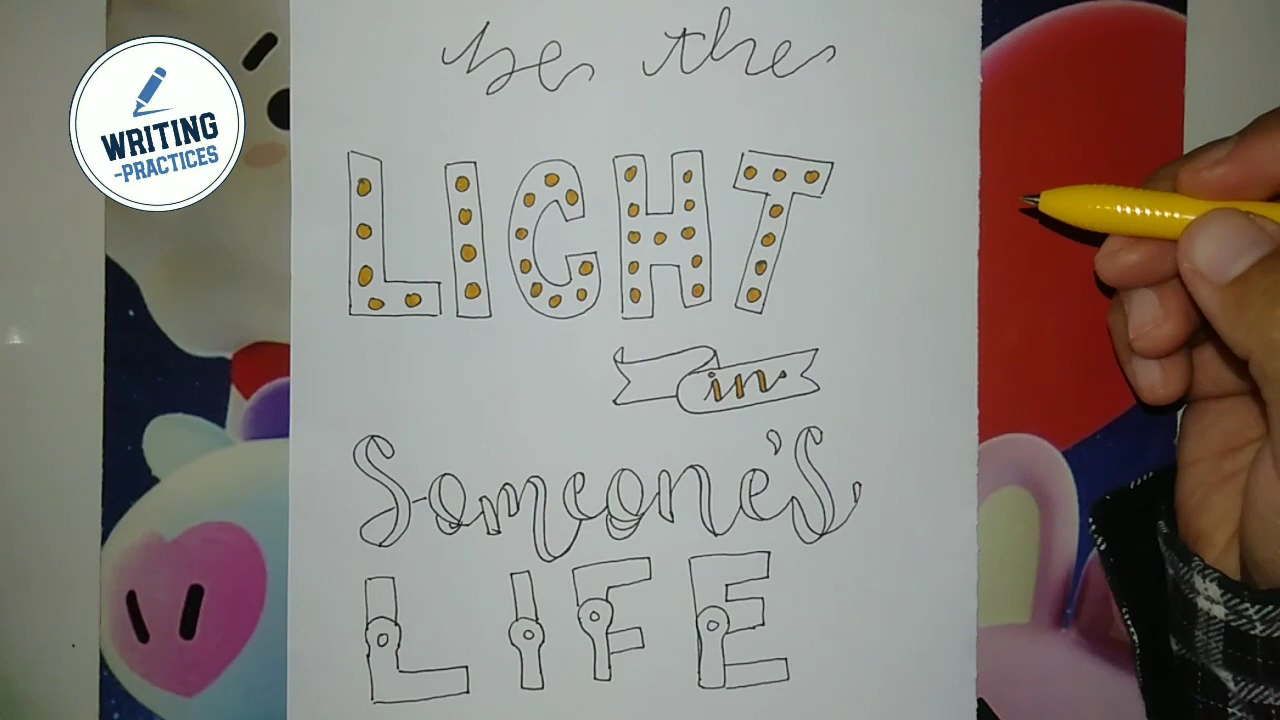 WRITING
-PRACTICES
be the
LIGHT
in
Someone's
LIFE